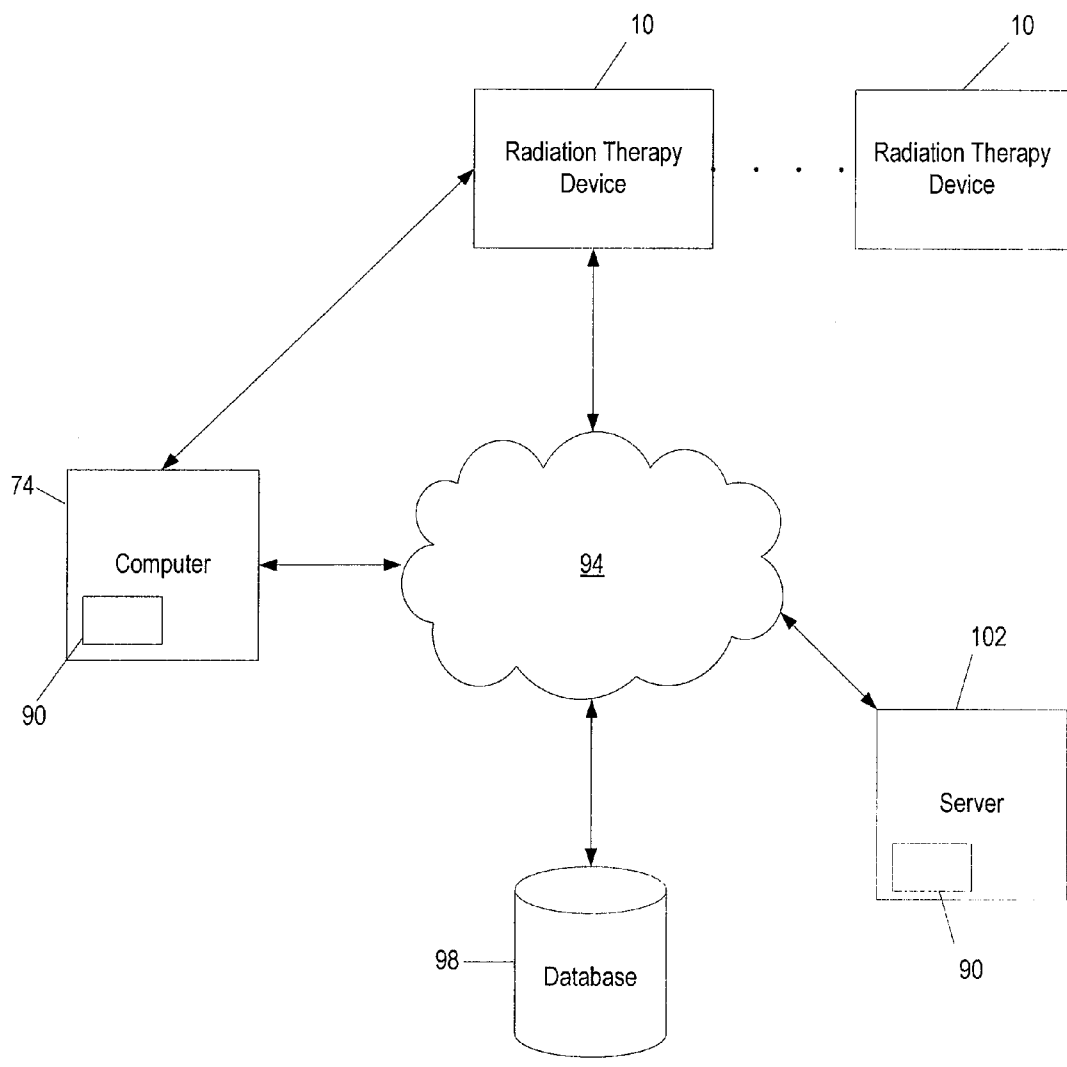 10
10
Radiation Therapy
Device
Radiation Therapy
Device
74
Computer
94
90
102
Server
98
Database
90